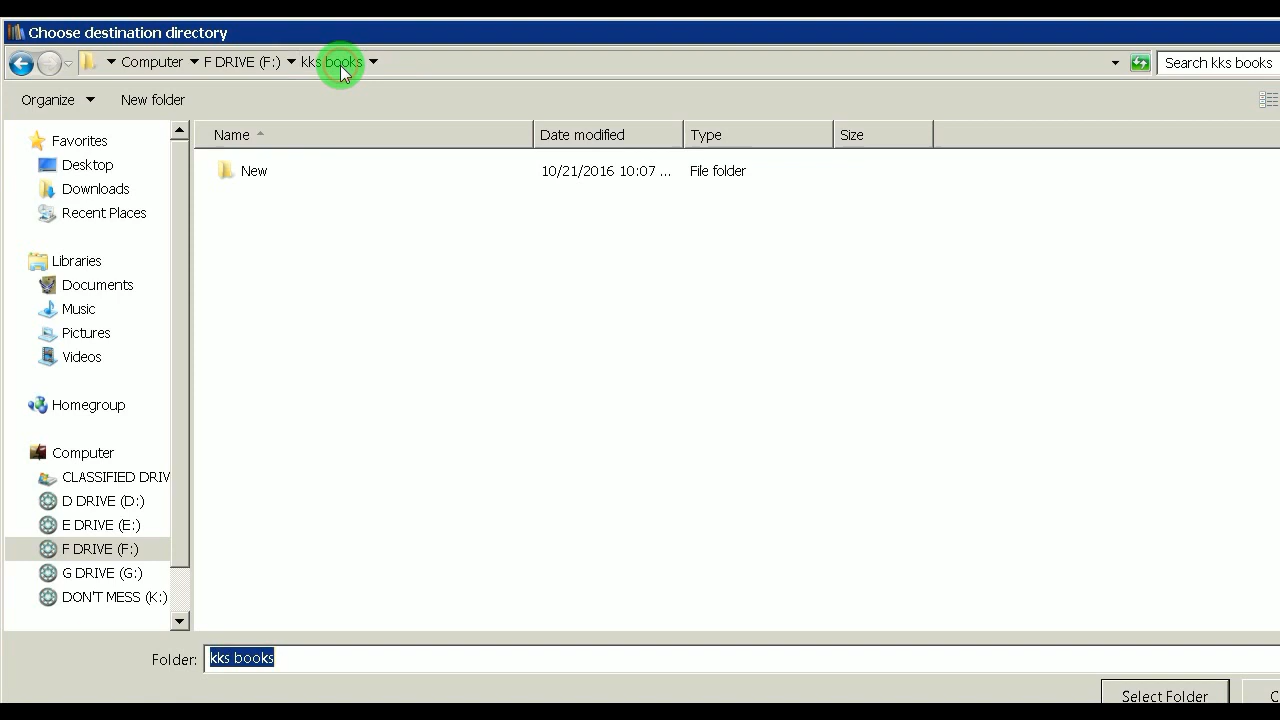 Choose destination directory
Computer F DRIVE (F:) kks books Search kks books
Organize New folder
Name Date modified Type Size
New 10/21/2016 10:07 ... File folder
Favorites
Desktop
Downloads
Recent Places
Libraries
Documents
Music
Pictures
Videos
Homegroup
Computer
CLASSIFIED DRIV
D DRIVE (D:)
E DRIVE (E:)
F DRIVE (F:)
G DRIVE (G:)
DON'T MESS (K:)
Folder: kks books
Select Folder